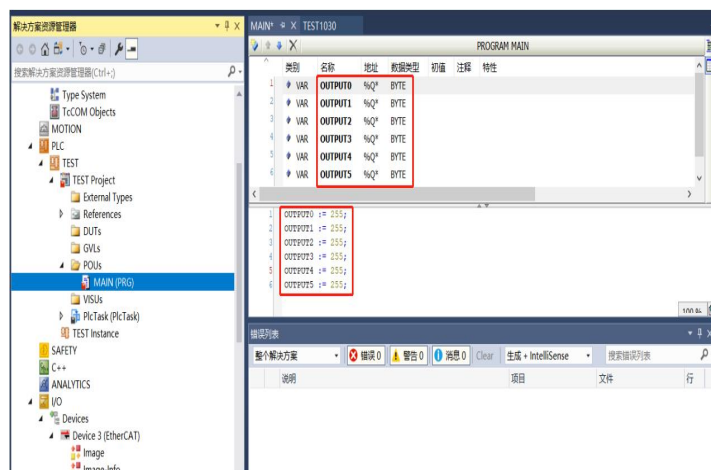 解决方案资源管理器
搜索解决方案资源管理器(Ctrl+;)
Type System
TcCOM Objects
MOTION
PLC
TEST
TEST Project
External Types
References
DUTs
GVLs
POUs
MAIN (PRG)
VISUs
PlcTask (PlcTask)
TEST Instance
SAFETY
C++
ANALYTICS
I/O
Devices
Device 3 (EtherCAT)
Image
Image-Info
MAIN* TEST1030
PROGRAM MAIN
类别 名称 地址 数据类型 初值 注释 特性
1 VAR OUTPUT0 %Q* BYTE
2 VAR OUTPUT1 %Q* BYTE
3 VAR OUTPUT2 %Q* BYTE
4 VAR OUTPUT3 %Q* BYTE
5 VAR OUTPUT4 %Q* BYTE
6 VAR OUTPUT5 %Q* BYTE
1 OUTPUT0 := 255;
2 OUTPUT1 := 255;
3 OUTPUT2 := 255;
4 OUTPUT3 := 255;
5 OUTPUT4 := 255;
6 OUTPUT5 := 255;
100 %
错误列表
整个解决方案 错误 0 警告 0 消息 0 Clear 生成 + IntelliSense 搜索错误列表
说明 项目 文件 行